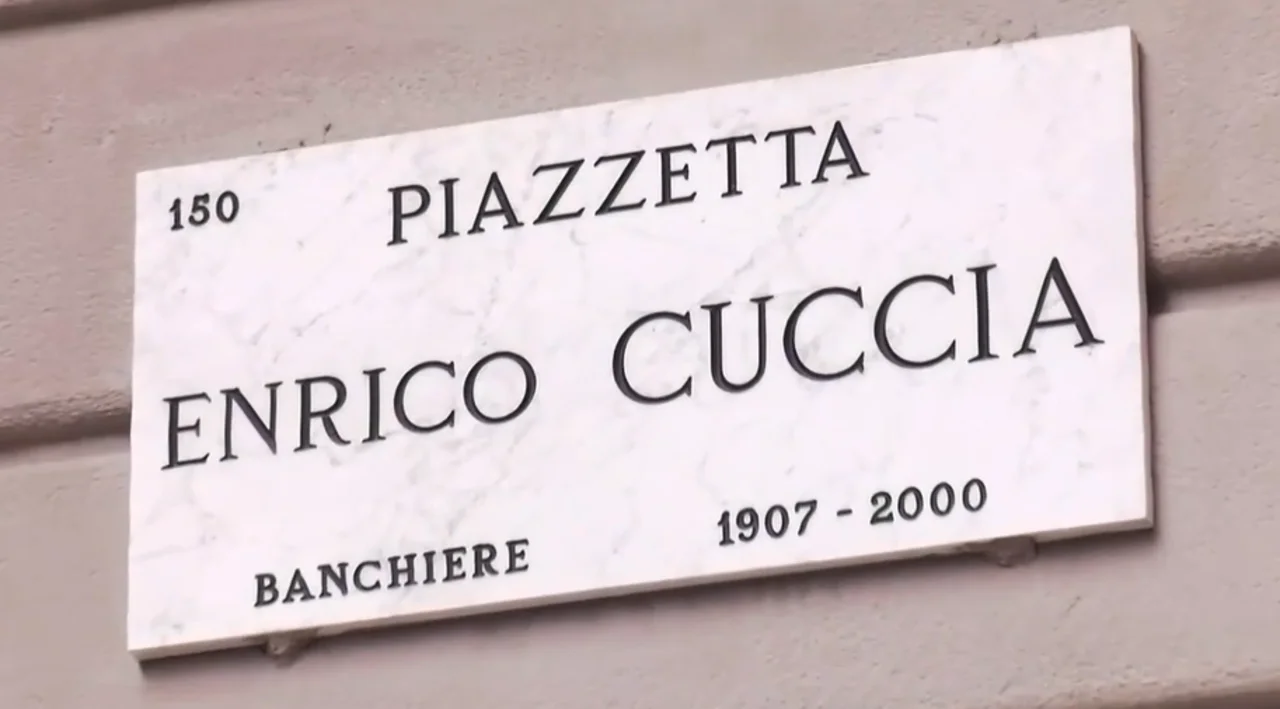 150 PIAZZETTA
ENRICO CUCCIA
BANCHIERE 1907 - 2000